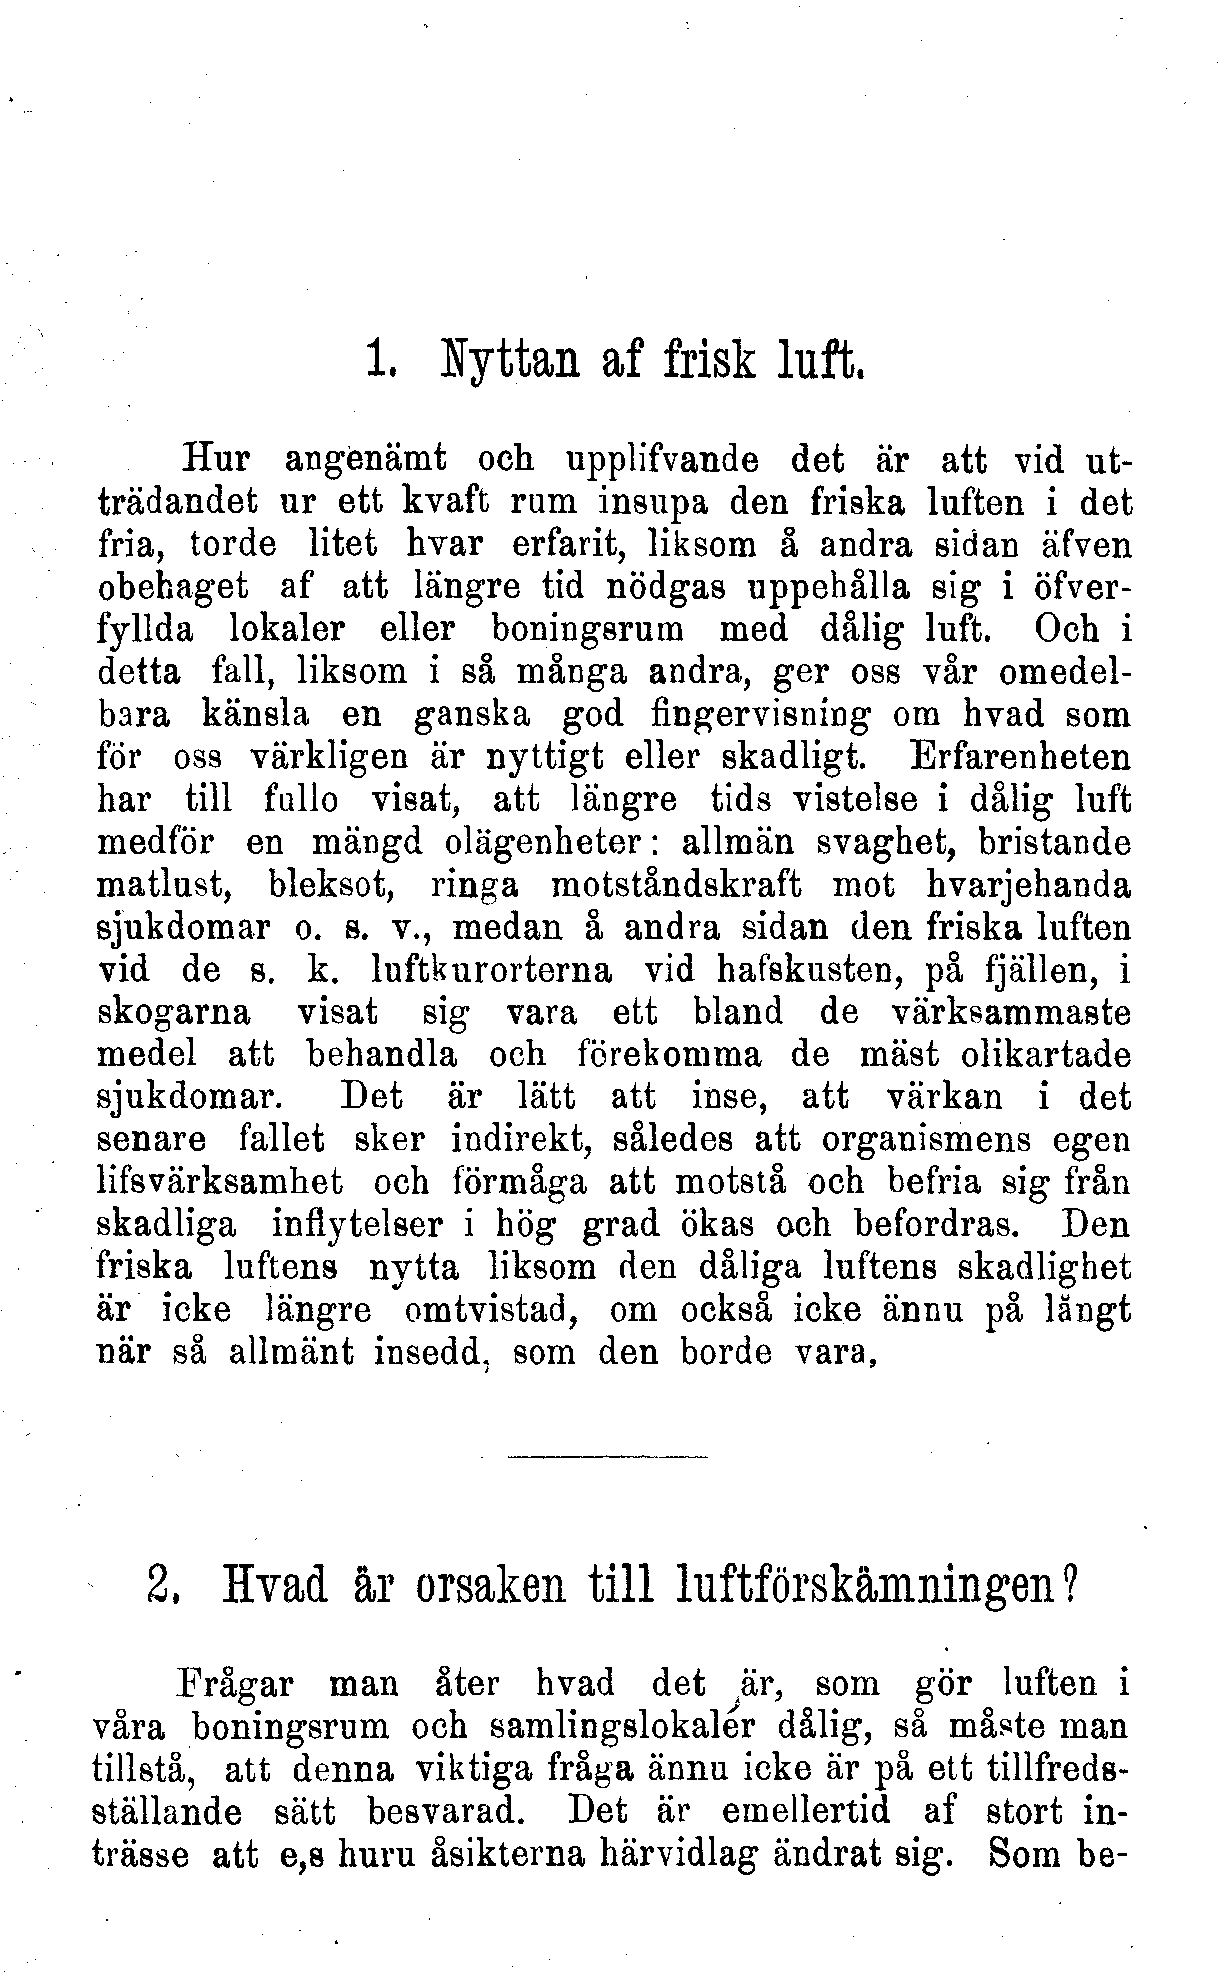 1. Nyttan af frisk luft.
Hur angenämt och upplifvande det är att vid ut-
trädandet ur ett kvaft rum insupa den friska luften i det
fria, torde litet hvar erfarit, liksom å andra sidan äfven
obehaget af att längre tid nödgas uppehålla sig i öfver-
fyllda lokaler eller boningsrum med dålig luft. Och i
detta fall, liksom i så många andra, ger oss vår omedel-
bara känsla en ganska god fingervisning om hvad som
för oss värkligen är nyttigt eller skadligt. Erfarenheten
har till fullo visat, att längre tids vistelse i dålig luft
medför en mängd olägenheter: allmän svaghet, bristande
matlust, bleksot, ringa motståndskraft mot hvarjehanda
sjukdomar o. s. v., medan å andra sidan den friska luften
vid de s. k. luftkurorterna vid hafskusten, på fjällen, i
skogarna visat sig vara ett bland de värksammaste
medel att behandla och förekomma de mäst olikartade
sjukdomar. Det är lätt att inse, att värkan i det
senare fallet sker indirekt, således att organismens egen
lifsvärksamhet och förmåga att motstå och befria sig från
skadliga inflytelser i hög grad ökas och befordras. Den
friska luftens nytta liksom den dåliga luftens skadlighet
är icke längre omtvistad, om också icke ännu på långt
när så allmänt insedd, som den borde vara,
2. Hvad är orsaken till luftförskämningen?
Frågar man åter hvad det är, som gör luften i
våra boningsrum och samlingslokalér dålig, så måste man
tillstå, att denna viktiga fråga ännu icke är på ett tillfreds-
ställande sätt besvarad. Det är emellertid af stort in-
trässe att e,s huru åsikterna härvidlag ändrat sig. Som be-